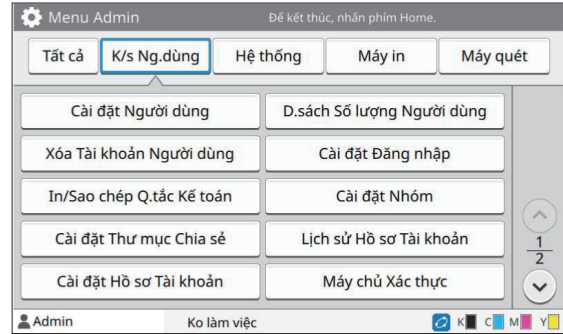 Menu Admin
Để kết thúc, nhấn phím Home.
Tất cả K/s Ng.dùng Hệ thống Máy in Máy quét
Cài đặt Người dùng D.sách Số lượng Người dùng
Xóa Tài khoản Người dùng Cài đặt Đăng nhập
In/Sao chép Q.tắc Kế toán Cài đặt Nhóm
Cài đặt Thư mục Chia sẻ Lịch sử Hồ sơ Tài khoản
1
2
Cài đặt Hồ sơ Tài khoản Máy chủ Xác thực
Admin Ko làm việc K C M Y